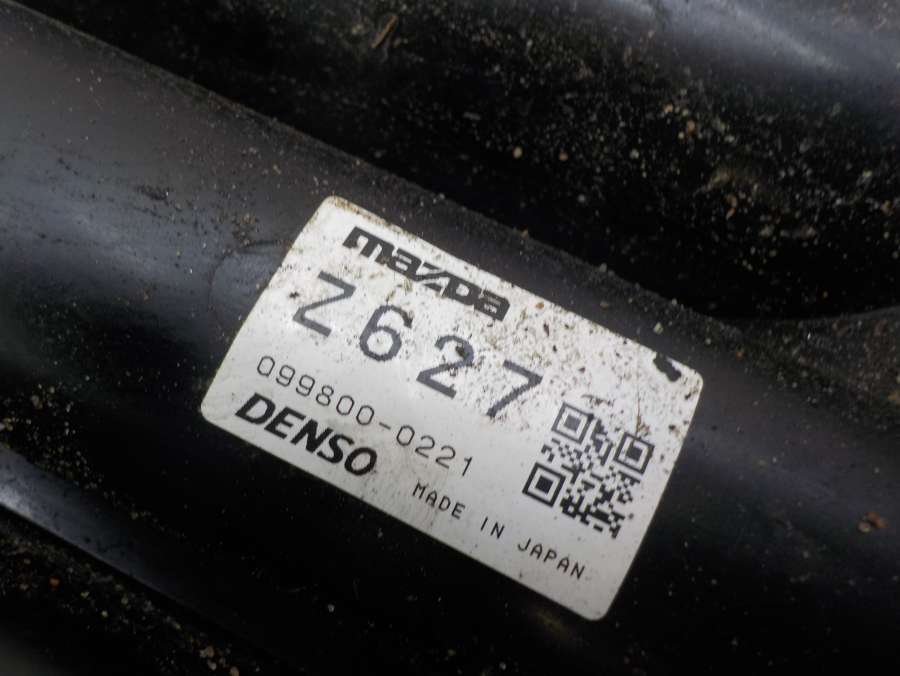 mazda
Z627
099800-0221
DENSO
MADE IN JAPAN